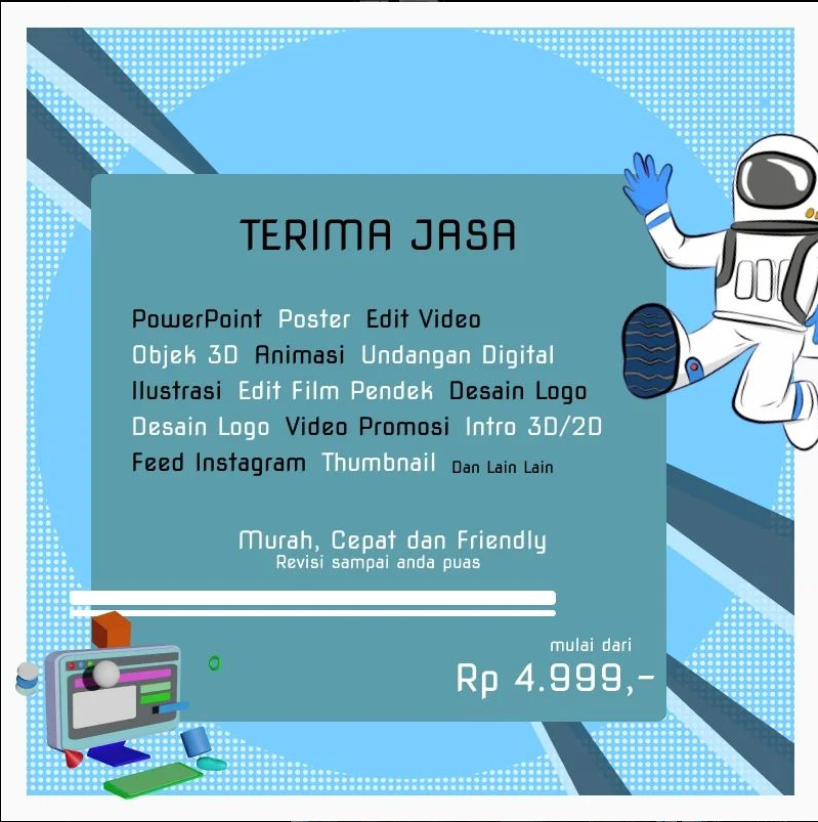 TERIMA JASA
PowerPoint Poster Edit Video
Objek 3D Animasi Undangan Digital
Ilustrasi Edit Film Pendek Desain Logo
Desain Logo Video Promosi Intro 3D/2D
Feed Instagram Thumbnail Dan Lain Lain
Murah, Cepat dan Friendly
Revisi sampai anda puas
mulai dari
Rp 4.999,-